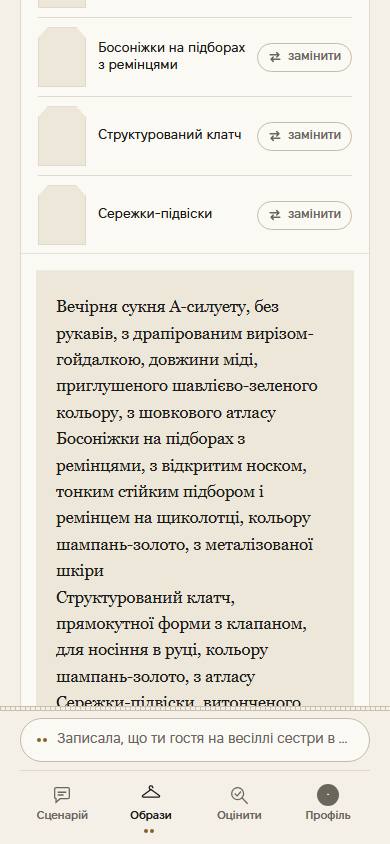 Босоніжки на підборах
з ремінцями
замінити
Структурований клатч
замінити
Сережки-підвіски
замінити
Вечірня сукня А-силуету, без
рукавів, з драпірованим вирізом-
гойдалкою, довжини міді,
приглушеного шавлієво-зеленого
кольору, з шовкового атласу
Босоніжки на підборах з
ремінцями, з відкритим носком,
тонким стійким підбором і
ремінцем на щиколотці, кольору
шампань-золото, з металізованої
шкіри
Структурований клатч,
прямокутної форми з клапаном,
для носіння в руці, кольору
шампань-золото, з атласу
Сережки-підвіски, витонченого
Записала, що ти гостя на весіллі сестри в ...
Сценарій
Образи
Оцінити
Профіль